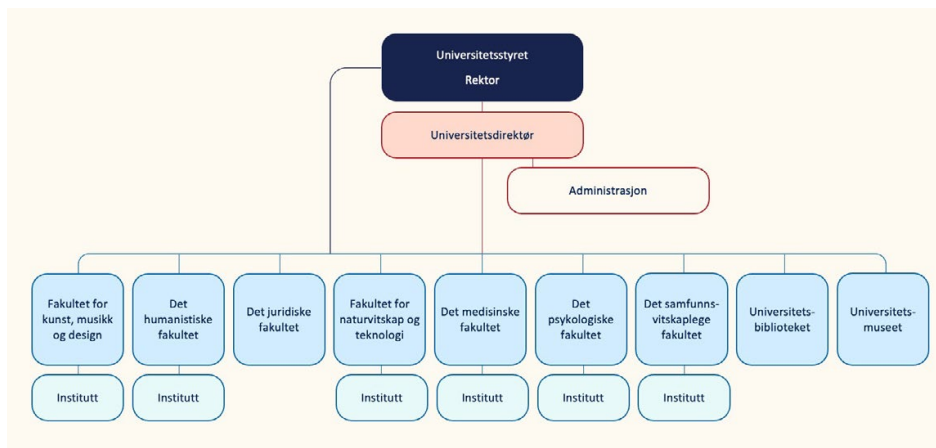 Universitetsstyret
Rektor
Universitetsdirektør
Administrasjon
Fakultet for
kunst, musikk
og design
Det
humanistiske
fakultet
Det juridiske
fakultet
Fakultet for
naturvitskap og
teknologi
Det medisinske
fakultet
Det
psykologiske
fakultet
Det samfunns-
vitskaplege
fakultet
Universitets-
biblioteket
Universitets-
museet
Institutt
Institutt
Institutt
Institutt
Institutt
Institutt